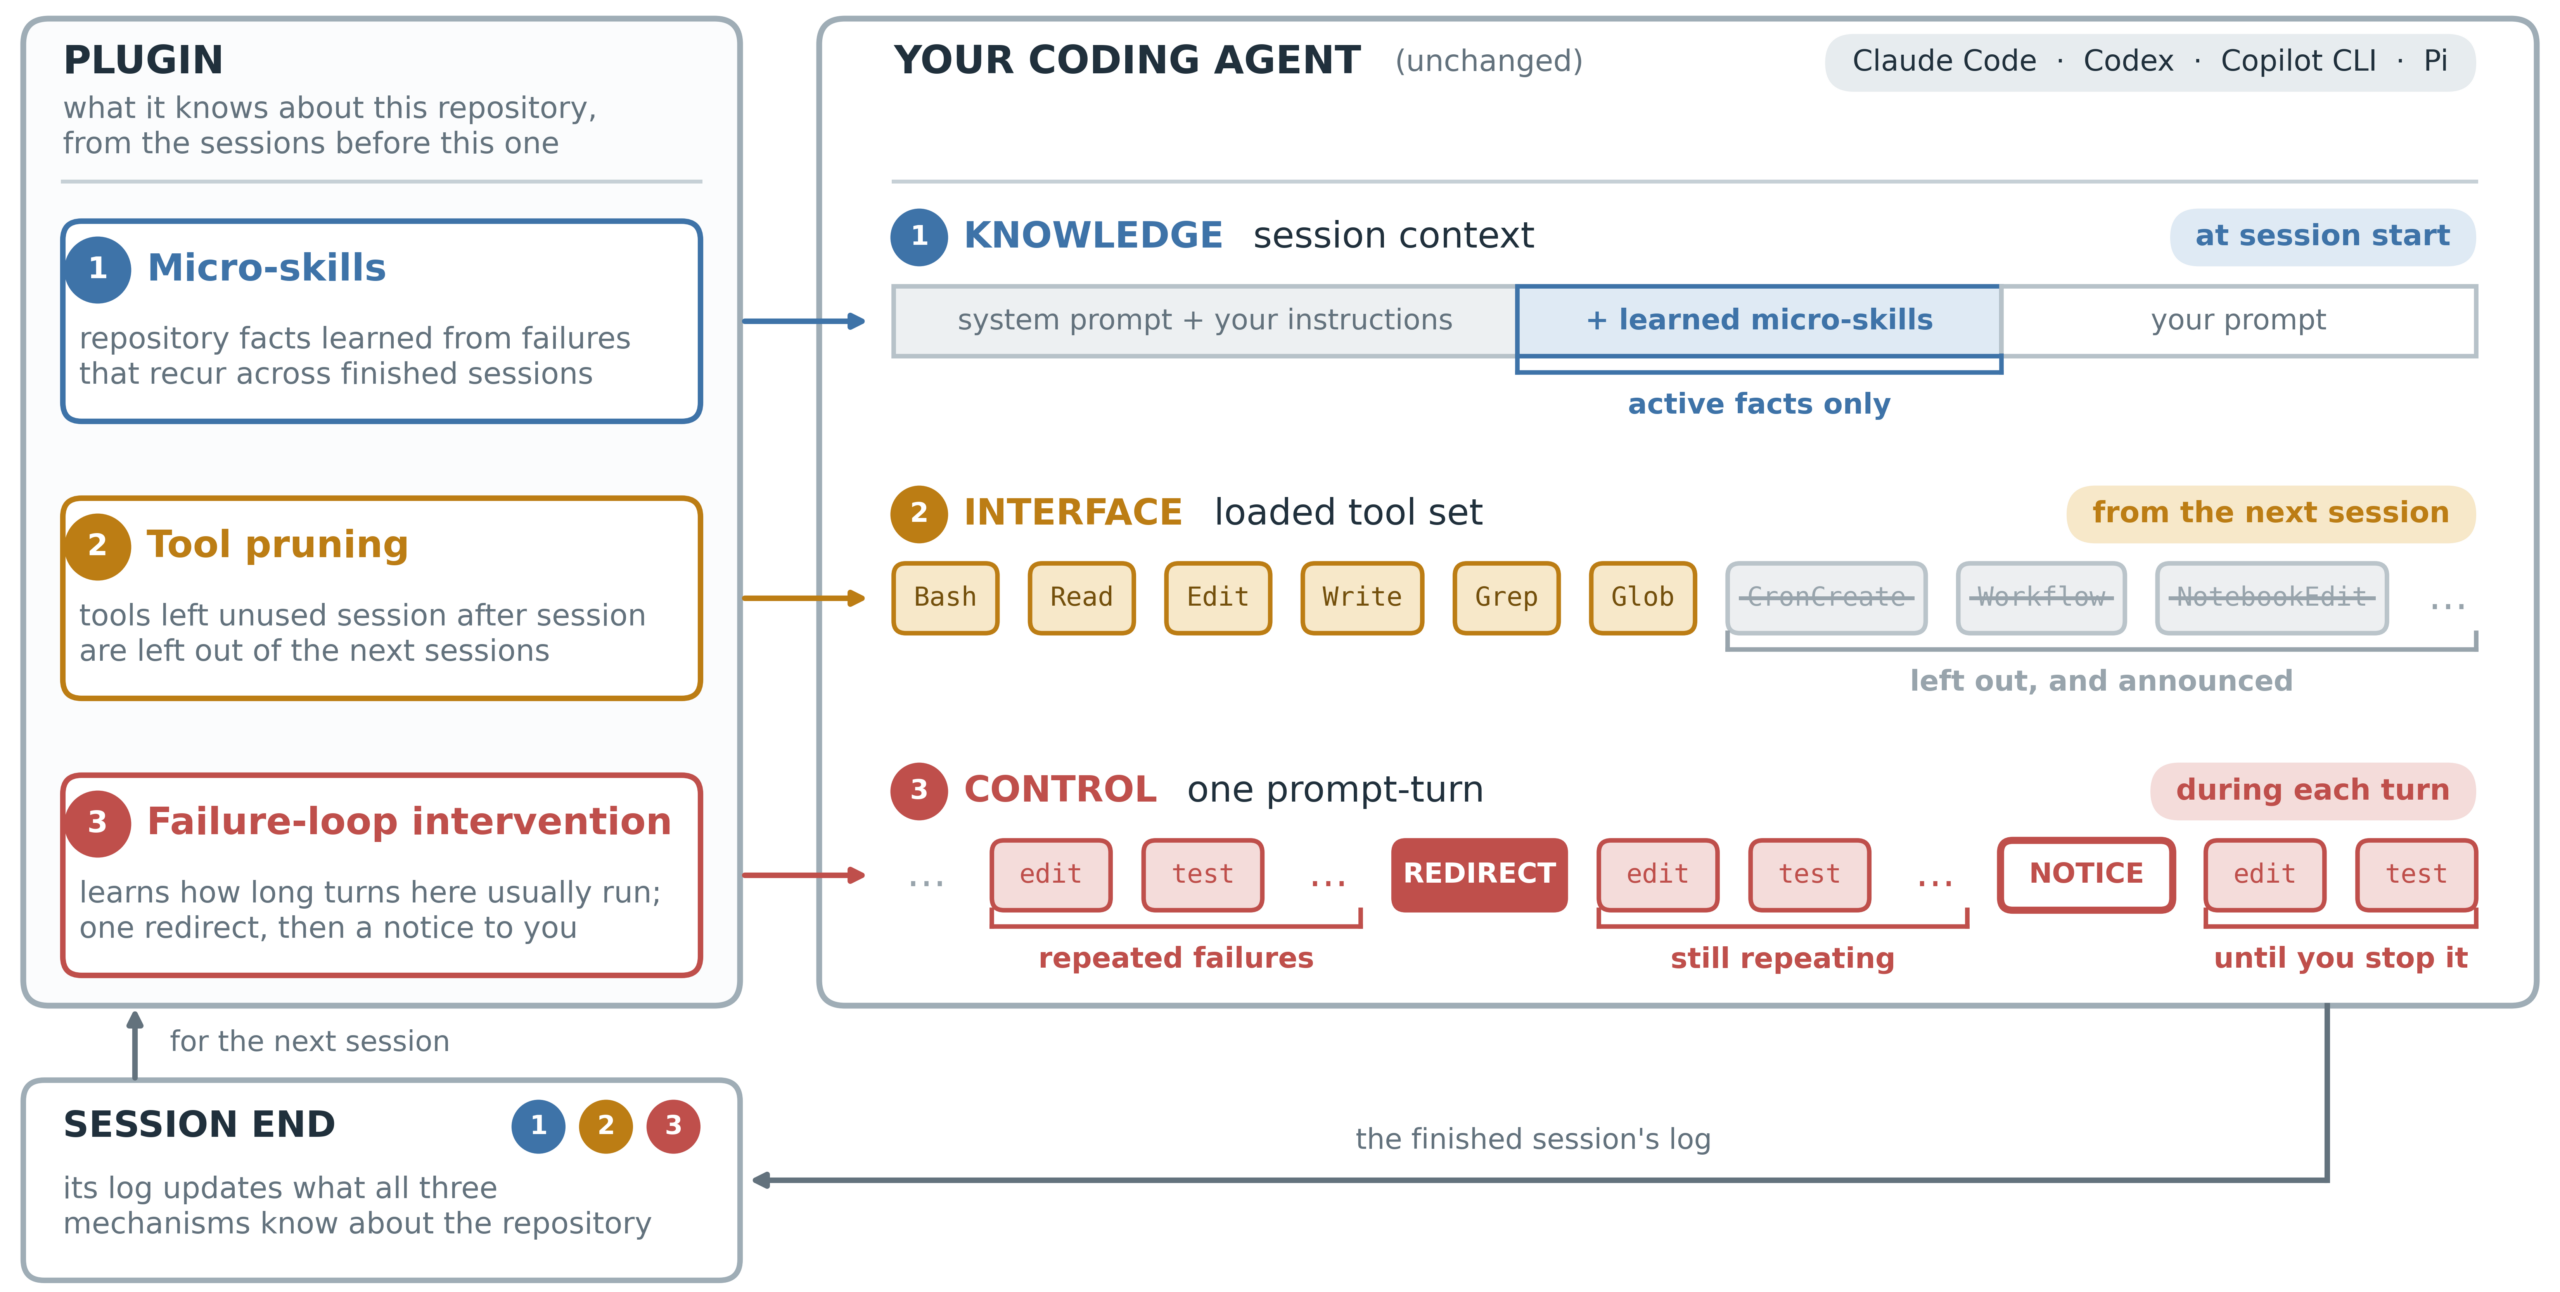 PLUGIN
what it knows about this repository,
from the sessions before this one
1 Micro-skills
repository facts learned from failures
that recur across finished sessions
2 Tool pruning
tools left unused session after session
are left out of the next sessions
3 Failure-loop intervention
learns how long turns here usually run;
one redirect, then a notice to you
YOUR CODING AGENT (unchanged) Claude Code · Codex · Copilot CLI · Pi
1 KNOWLEDGE session context at session start
system prompt + your instructions + learned micro-skills your prompt
active facts only
2 INTERFACE loaded tool set from the next session
Bash Read Edit Write Grep Glob CronCreate Workflow NotebookEdit ...
left out, and announced
3 CONTROL one prompt-turn during each turn
... edit test ... REDIRECT edit test ... NOTICE edit test
repeated failures still repeating until you stop it
for the next session
SESSION END 1 2 3
its log updates what all three
mechanisms know about the repository
the finished session's log